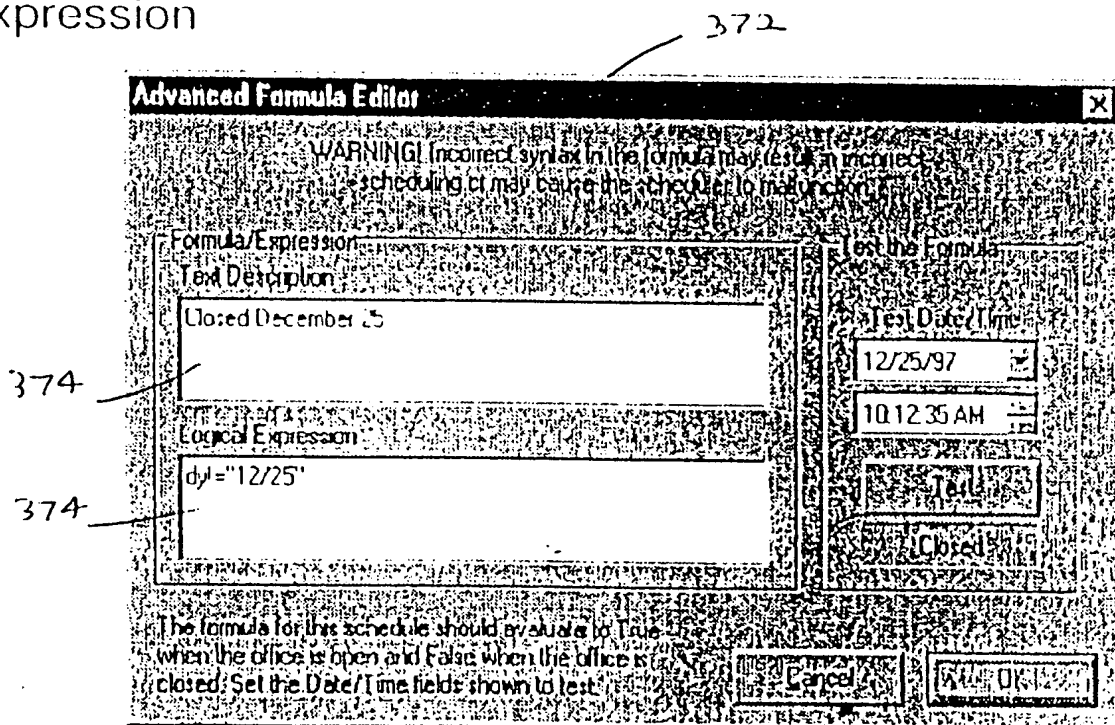 xpression
372
Advanced Formula Editor
WARNING! Incorrect syntax in the formula may result in incorrect
scheduling or may cause the scheduler to malfunction.
Formula/Expression
Text Description
Closed December 25
374
Logical Expression
dy!="12/25"
374
Test the Formula
Test Date/Time
12/25/97
10:12:35 AM
Test
Closed
The formula for this schedule should evaluate to True
when the office is open and False when the office is
closed. Set the Date/Time fields shown to test.
Cancel